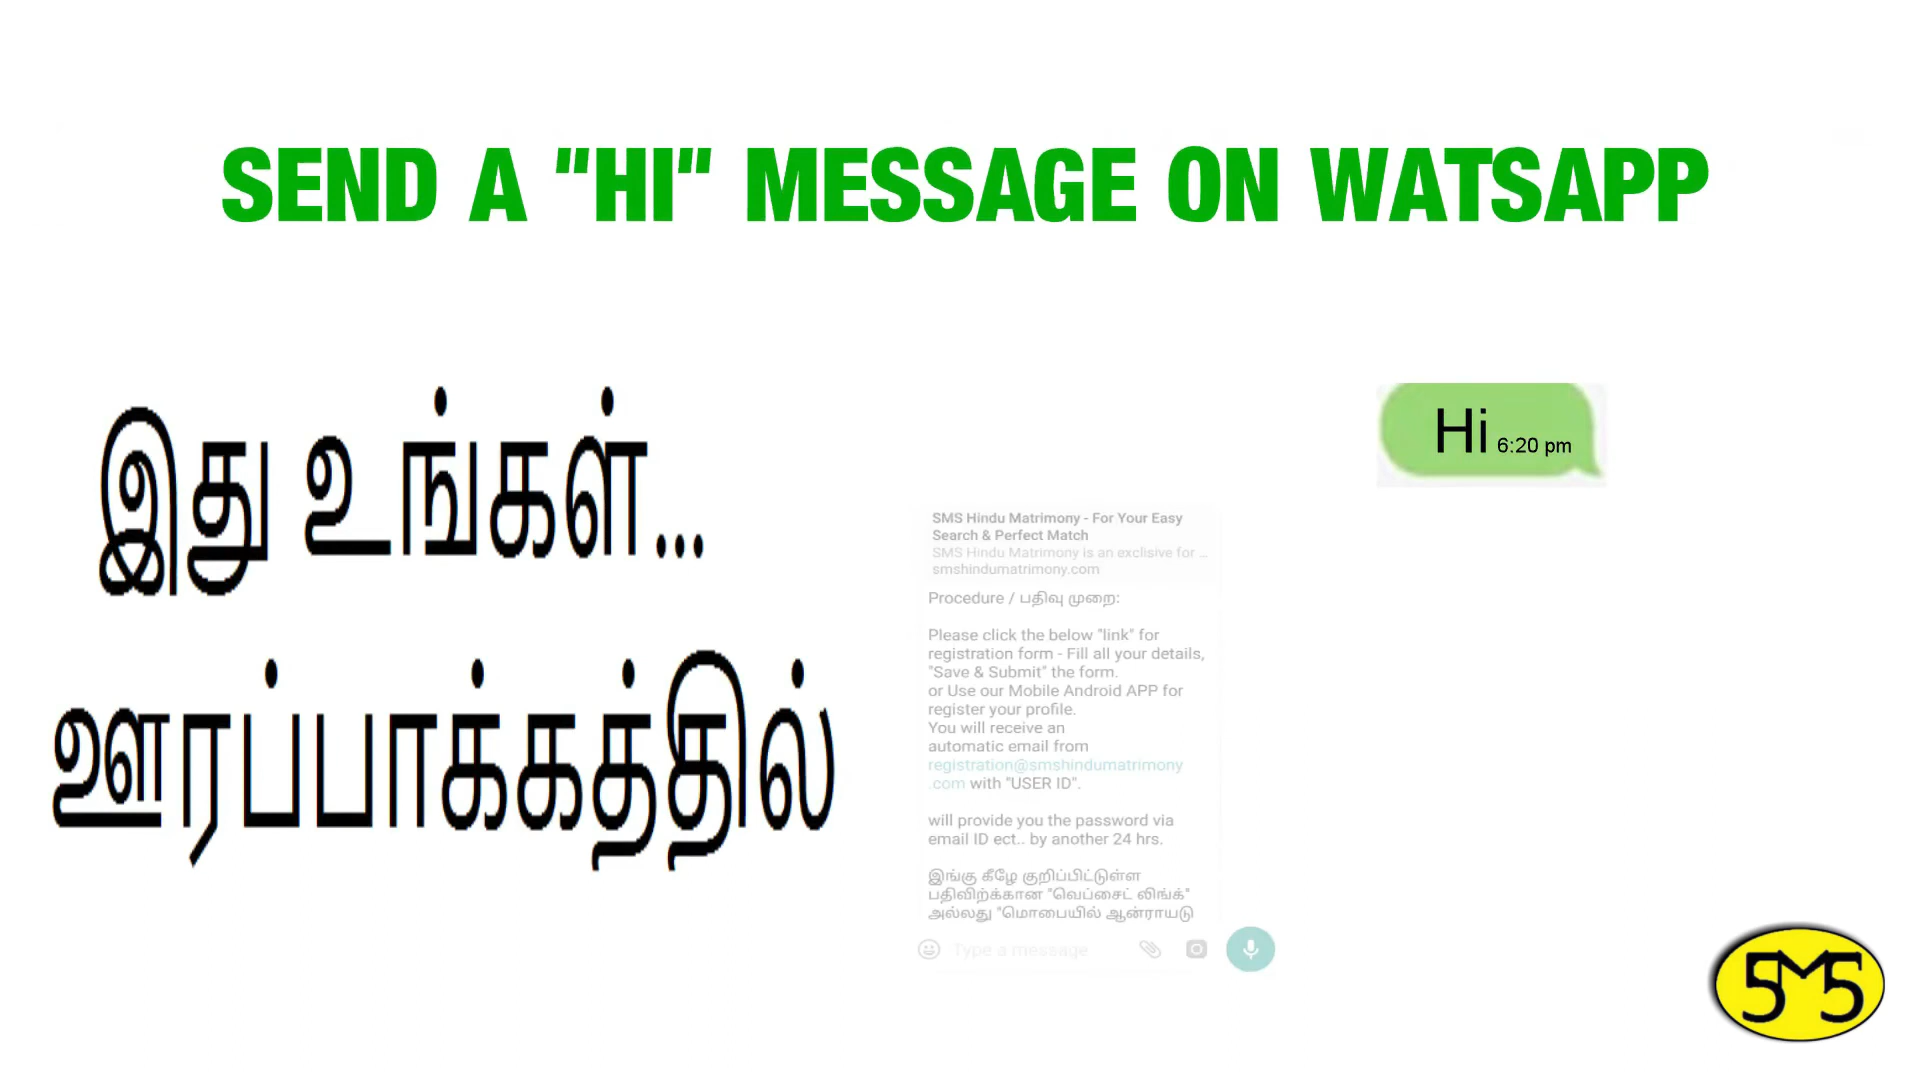 SEND A "HI" MESSAGE ON WATSAPP
இது உங்கள்...
ஊரப்பாக்கத்தில்
Hi 6:20 pm
SMS Hindu Matrimony - For Your Easy
Search & Perfect Match
SMS Hindu Matrimony is an exclisive for ...
smshindumatrimony.com
Procedure / பதிவு முறை:
Please click the below "link" for
registration form - Fill all your details,
"Save & Submit" the form.
or Use our Mobile Android APP for
register your profile.
You will receive an
automatic email from
registration@smshindumatrimony
.com with "USER ID".
will provide you the password via
email ID ect.. by another 24 hrs.
இங்கு கீழே குறிப்பிட்டுள்ள
பதிவிற்க்கான "வெப்சைட் லிங்க்"
அல்லது "மொபையில் ஆன்ராயடு
Type a message
SMS